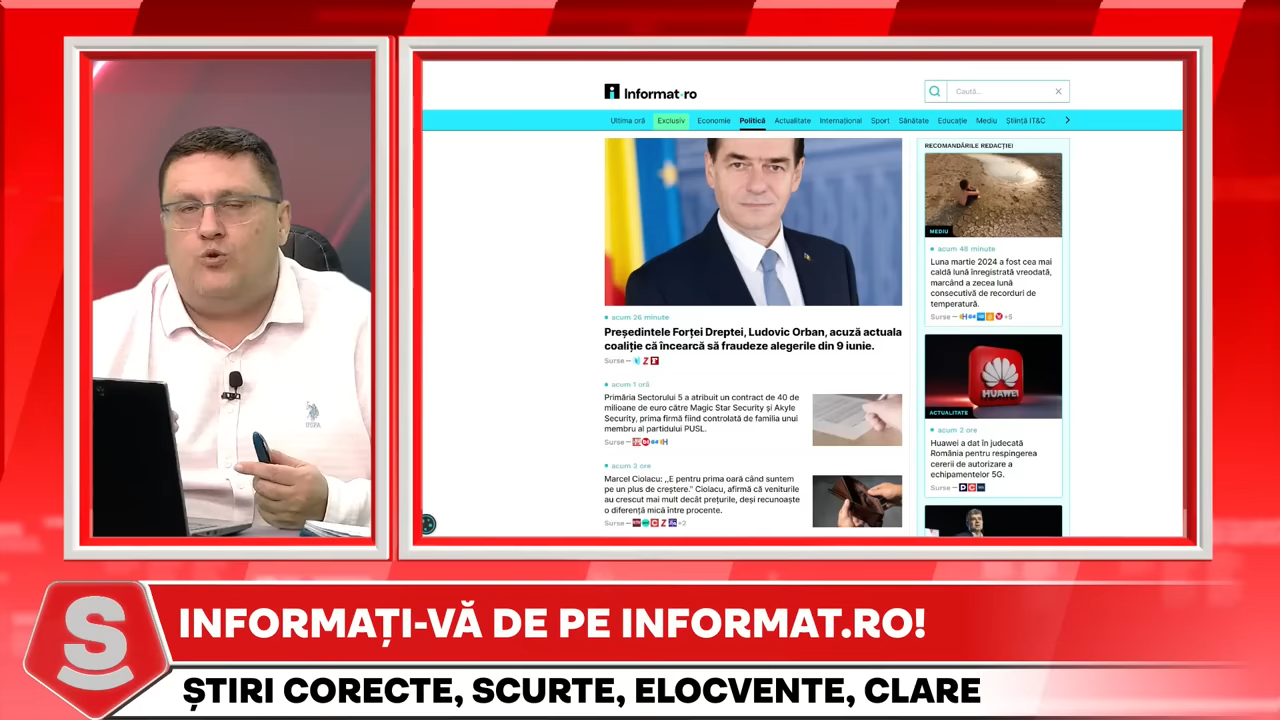 Informat.ro
Caută...
Ultima oră Exclusiv Economie Politică Actualitate Internațional Sport Sănătate Educație Mediu Știință IT&C
acum 26 minute
Președintele Forței Dreptei, Ludovic Orban, acuză actuala
coaliție că încearcă să fraudeze alegerile din 9 iunie.
Surse —
acum 1 oră
Primăria Sectorului 5 a atribuit un contract de 40 de
milioane de euro către Magic Star Security și Akyle
Security, prima firmă fiind controlată de familia unui
membru al partidului PUSL.
Surse —
acum 3 ore
Marcel Ciolacu: ,,E pentru prima oară când suntem
pe un plus de creștere." Ciolacu, afirmă că veniturile
au crescut mai mult decât prețurile, deși recunoaște
o diferență mică între procente.
Surse — +2
RECOMANDĂRILE REDACȚIEI
MEDIU
acum 48 minute
Luna martie 2024 a fost cea mai
caldă lună înregistrată vreodată,
marcând a zecea lună
consecutivă de recorduri de
temperatură.
Surse — +5
HUAWEI
ACTUALITATE
acum 2 ore
Huawei a dat în judecată
România pentru respingerea
cererii de autorizare a
echipamentelor 5G.
Surse —
USPA
S
INFORMAȚI-VĂ DE PE INFORMAT.RO!
ȘTIRI CORECTE, SCURTE, ELOCVENTE, CLARE